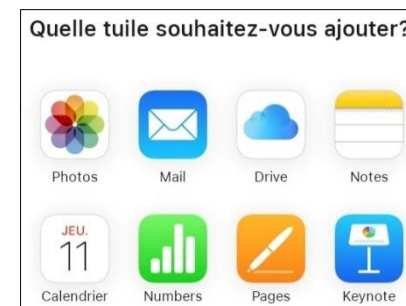 Quelle tuile souhaitez-vous ajouter?
Photos Mail Drive Notes
JEU.
11
Calendrier Numbers Pages Keynote